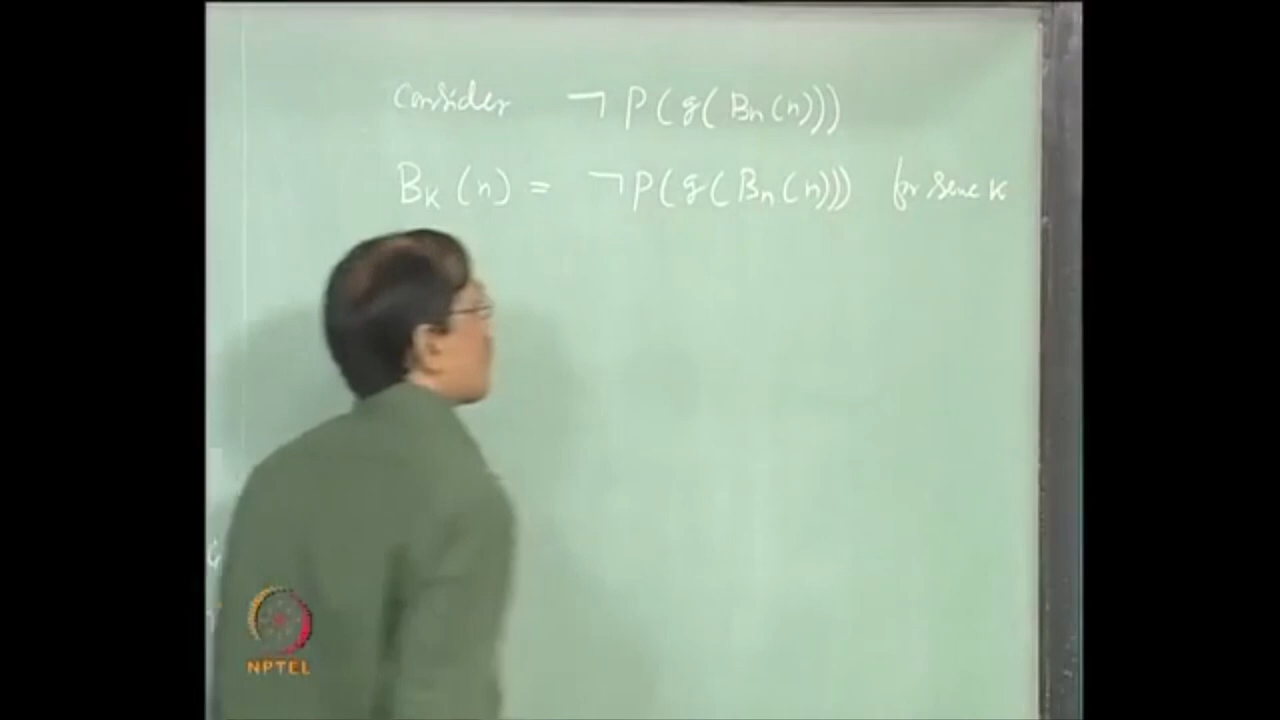 consider ¬ P(g(Bn(n)))
BK (n) = ¬P(g(Bn(n))) for some K
NPTEL